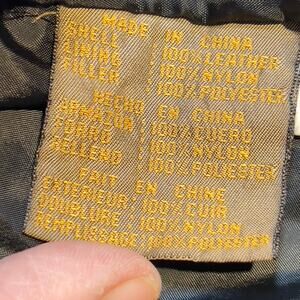 MADE IN CHINA
SHELL :100% LEATHER
LINING :100% NYLON
FILLER :100% POLYESTER
HECHO EN CHINA
ARMAZON :100% CUERO
FORRO :100% NYLON
RELLENO :100% POLIESTER
FAIT EN CHINE
EXTERIEUR :100% CUIR
DOUBLURE :100% NYLON
REMPLISSAGE :100% POLYESTER